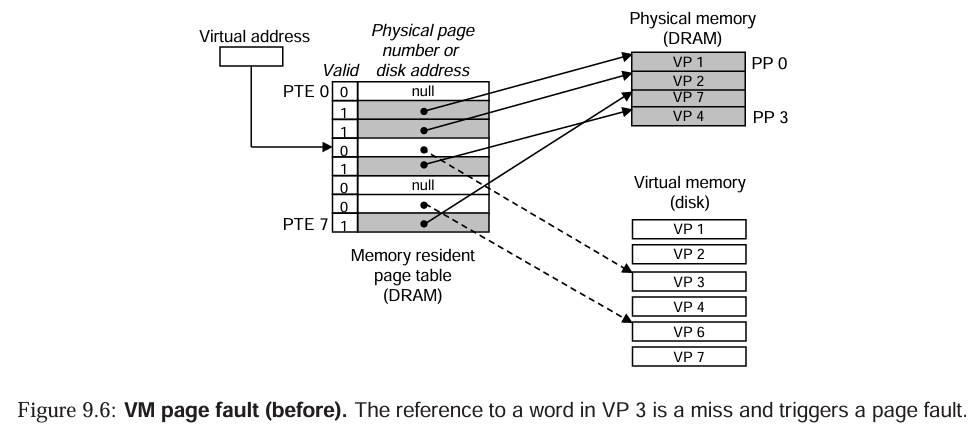 Virtual address
Physical page
number or
disk address
Valid
PTE 0
0
null
1
1
0
1
0
null
0
PTE 7
1
Memory resident
page table
(DRAM)
Physical memory
(DRAM)
VP 1
PP 0
VP 2
VP 7
VP 4
PP 3
Virtual memory
(disk)
VP 1
VP 2
VP 3
VP 4
VP 6
VP 7
Figure 9.6: VM page fault (before). The reference to a word in VP 3 is a miss and triggers a page fault.